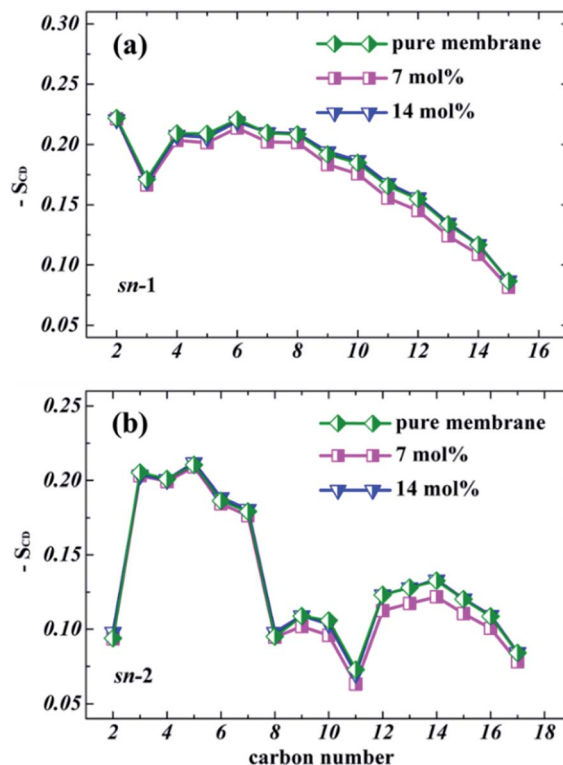 (a)
pure membrane
7 mol%
14 mol%
0.30
0.25
0.20
0.15
0.10
0.05
- SCD
sn-1
2 4 6 8 10 12 14 16
(b)
pure membrane
7 mol%
14 mol%
0.25
0.20
0.15
0.10
0.05
- SCD
sn-2
2 4 6 8 10 12 14 16 18
carbon number